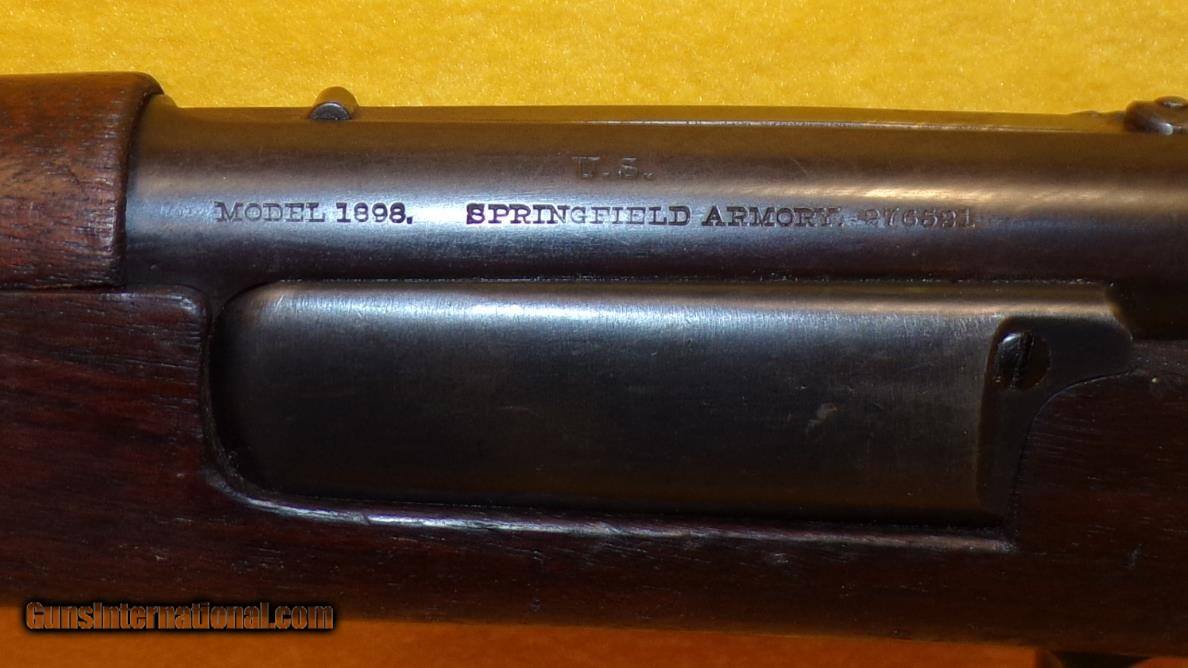 U.S.
MODEL 1898. SPRINGFIELD ARMORY. 276521
GunsInternational.com